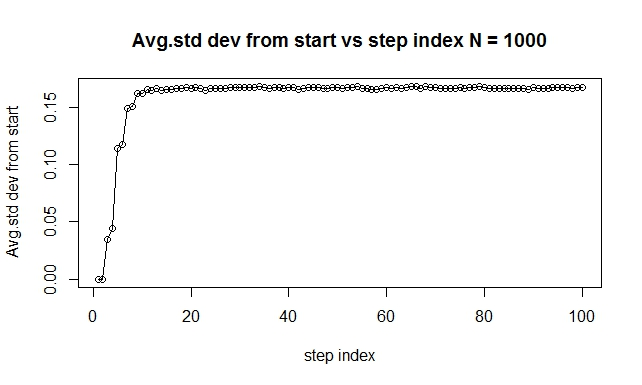 Avg.std dev from start vs step index N = 1000
Avg.std dev from start
0.15
0.10
0.05
0.00
0 20 40 60 80 100
step index